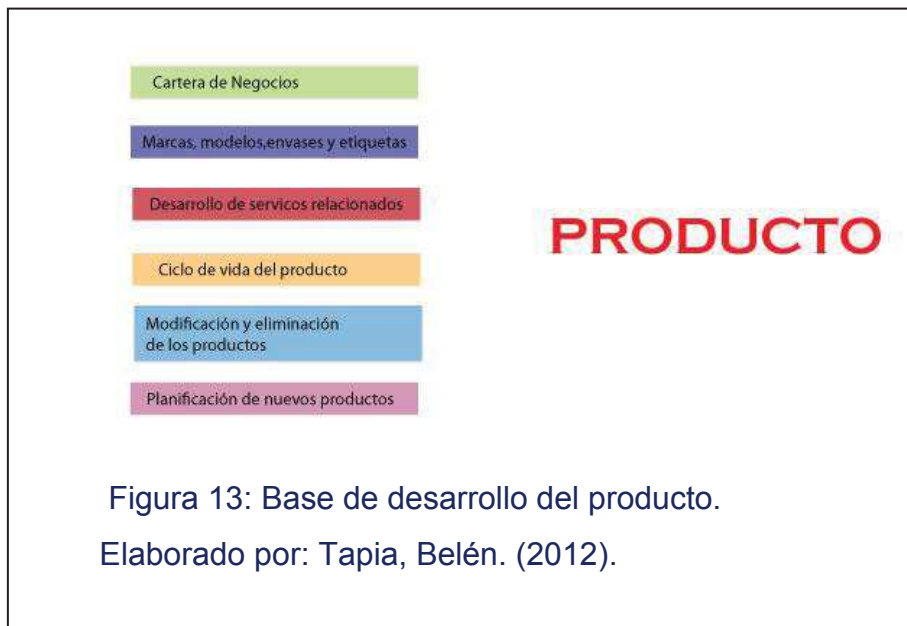 Cartera de Negocios
Marcas, modelos,envases y etiquetas
Desarrollo de servicos relacionados
Ciclo de vida del producto
Modificación y eliminación
de los productos
Planificación de nuevos productos
PRODUCTO
Figura 13: Base de desarrollo del producto.
Elaborado por: Tapia, Belén. (2012).